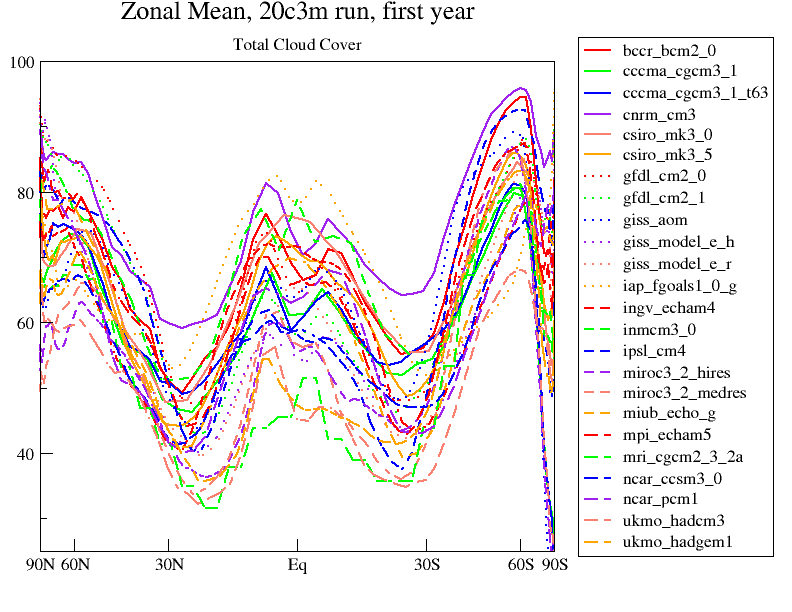 Zonal Mean, 20c3m run, first year
Total Cloud Cover
100
80
60
40
90N 60N 30N Eq 30S 60S 90S
bccr_bcm2_0
cccma_cgcm3_1
cccma_cgcm3_1_t63
cnrm_cm3
csiro_mk3_0
csiro_mk3_5
gfdl_cm2_0
gfdl_cm2_1
giss_aom
giss_model_e_h
giss_model_e_r
iap_fgoals1_0_g
ingv_echam4
inmcm3_0
ipsl_cm4
miroc3_2_hires
miroc3_2_medres
miub_echo_g
mpi_echam5
mri_cgcm2_3_2a
ncar_ccsm3_0
ncar_pcm1
ukmo_hadcm3
ukmo_hadgem1